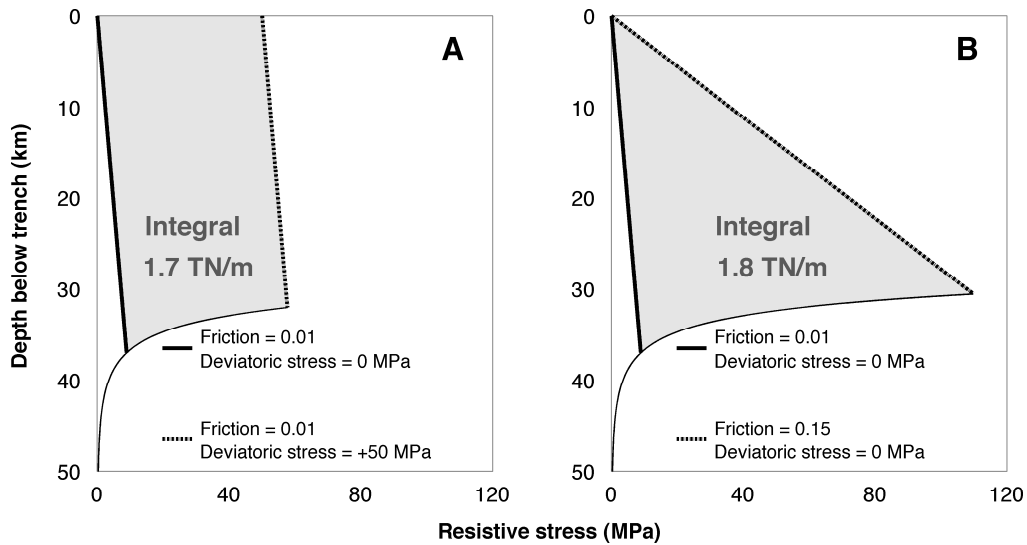 A
B
Depth below trench (km)
0
10
20
30
40
50
Integral
1.7 TN/m
Friction = 0.01
Deviatoric stress = 0 MPa
Friction = 0.01
Deviatoric stress = +50 MPa
0
40
80
120
0
10
20
30
40
50
Integral
1.8 TN/m
Friction = 0.01
Deviatoric stress = 0 MPa
Friction = 0.15
Deviatoric stress = 0 MPa
0
40
80
120
Resistive stress (MPa)